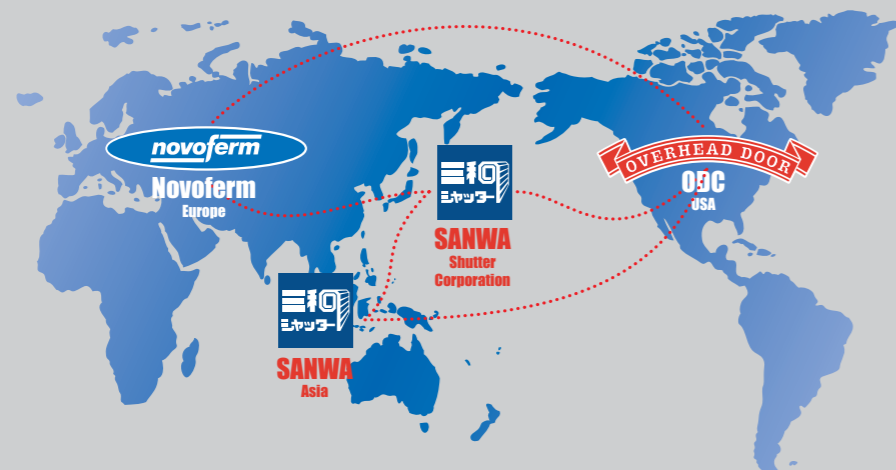 novoferm
Novoferm
Europe
三和
シャッター
SANWA
Shutter
Corporation
OVERHEAD DOOR
ODC
USA
三和
シャッター
SANWA
Asia